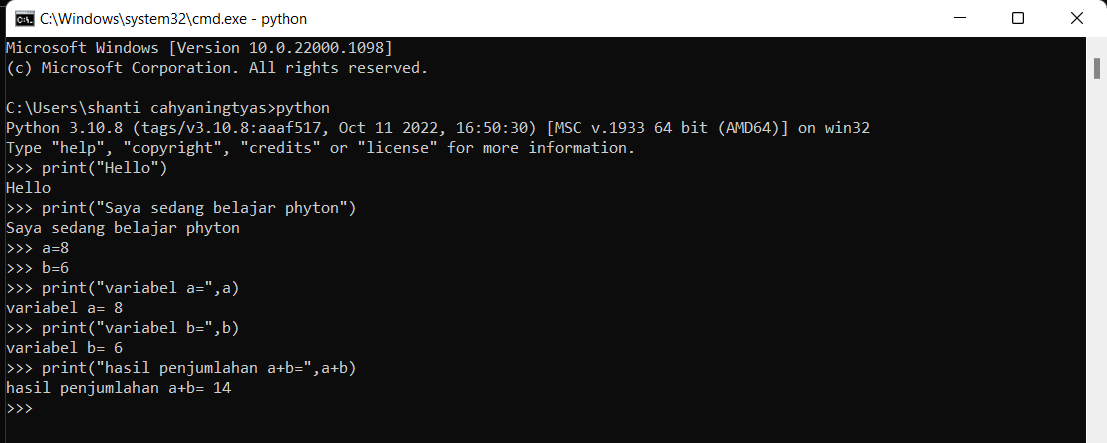 C:\Windows\system32\cmd.exe - python
Microsoft Windows [Version 10.0.22000.1098]
(c) Microsoft Corporation. All rights reserved.
C:\Users\shanti cahyaningtyas>python
Python 3.10.8 (tags/v3.10.8:aaaf517, Oct 11 2022, 16:50:30) [MSC v.1933 64 bit (AMD64)] on win32
Type "help", "copyright", "credits" or "license" for more information.
>>> print("Hello")
Hello
>>> print("Saya sedang belajar phyton")
Saya sedang belajar phyton
>>> a=8
>>> b=6
>>> print("variabel a=",a)
variabel a= 8
>>> print("variabel b=",b)
variabel b= 6
>>> print("hasil penjumlahan a+b=",a+b)
hasil penjumlahan a+b= 14
>>>